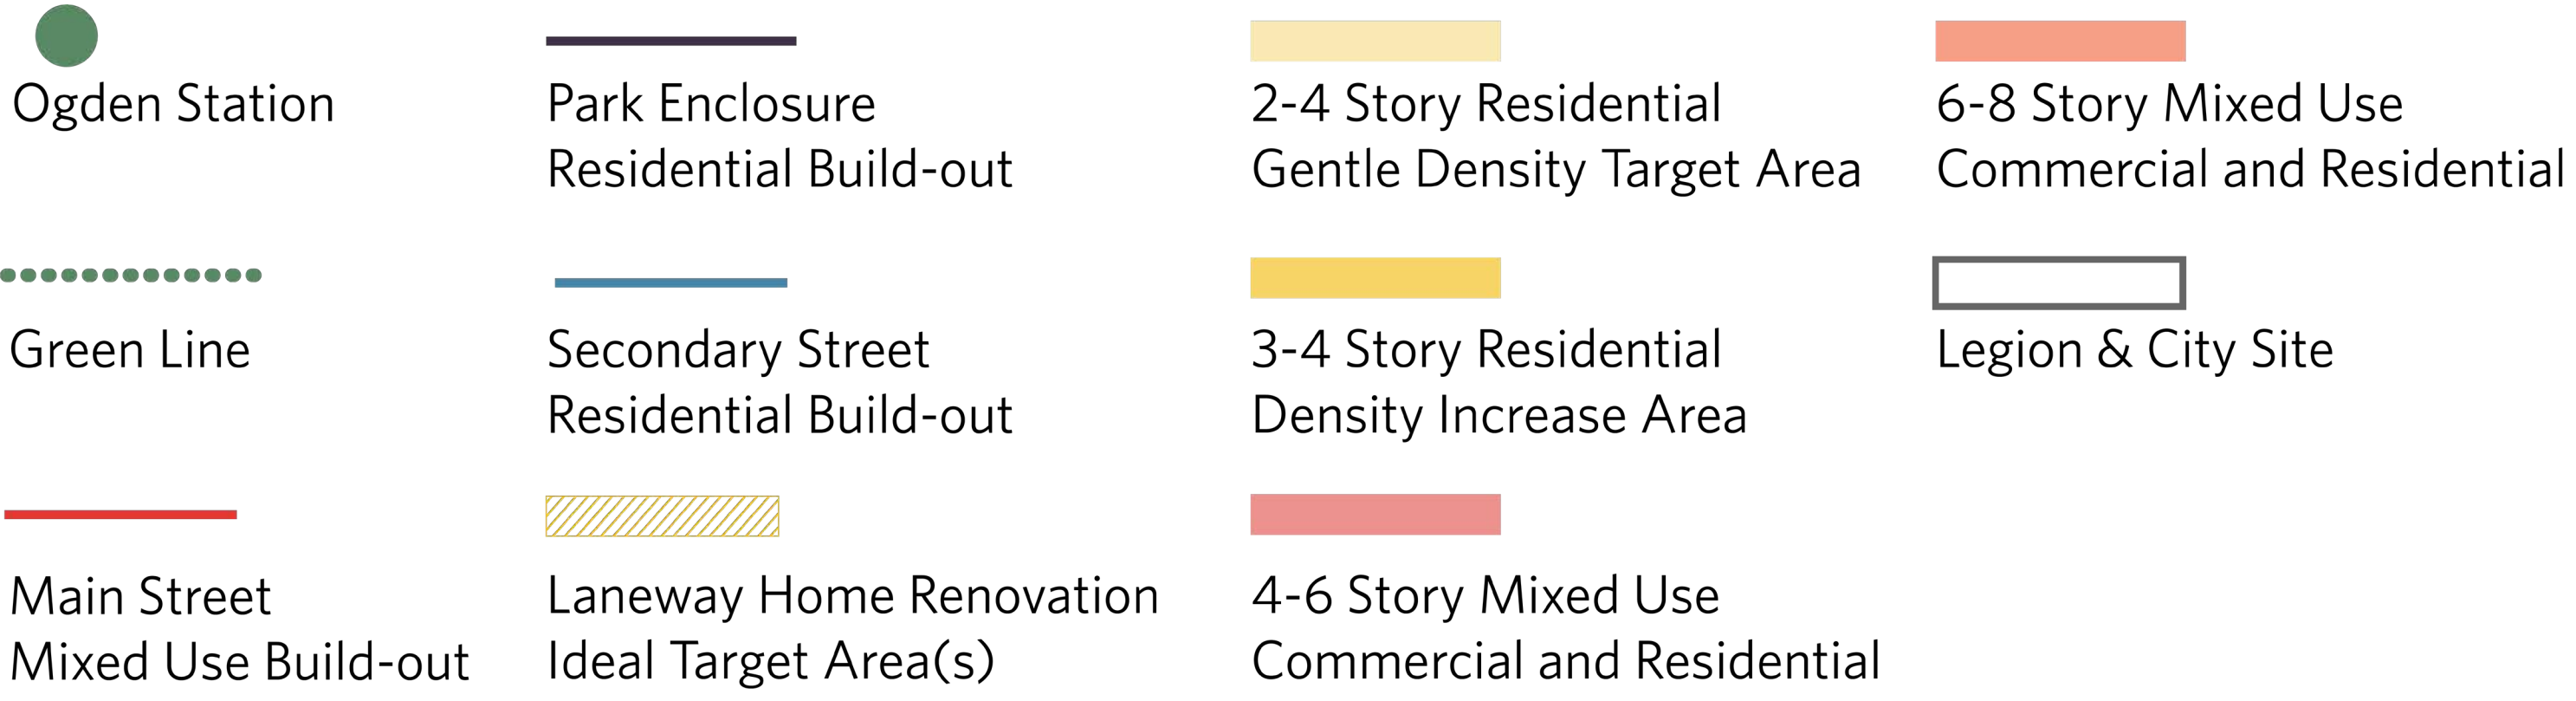 Ogden Station
Green Line
Main Street
Mixed Use Build-out
Park Enclosure
Residential Build-out
Secondary Street
Residential Build-out
Laneway Home Renovation
Ideal Target Area(s)
2-4 Story Residential
Gentle Density Target Area
3-4 Story Residential
Density Increase Area
4-6 Story Mixed Use
Commercial and Residential
6-8 Story Mixed Use
Commercial and Residential
Legion & City Site